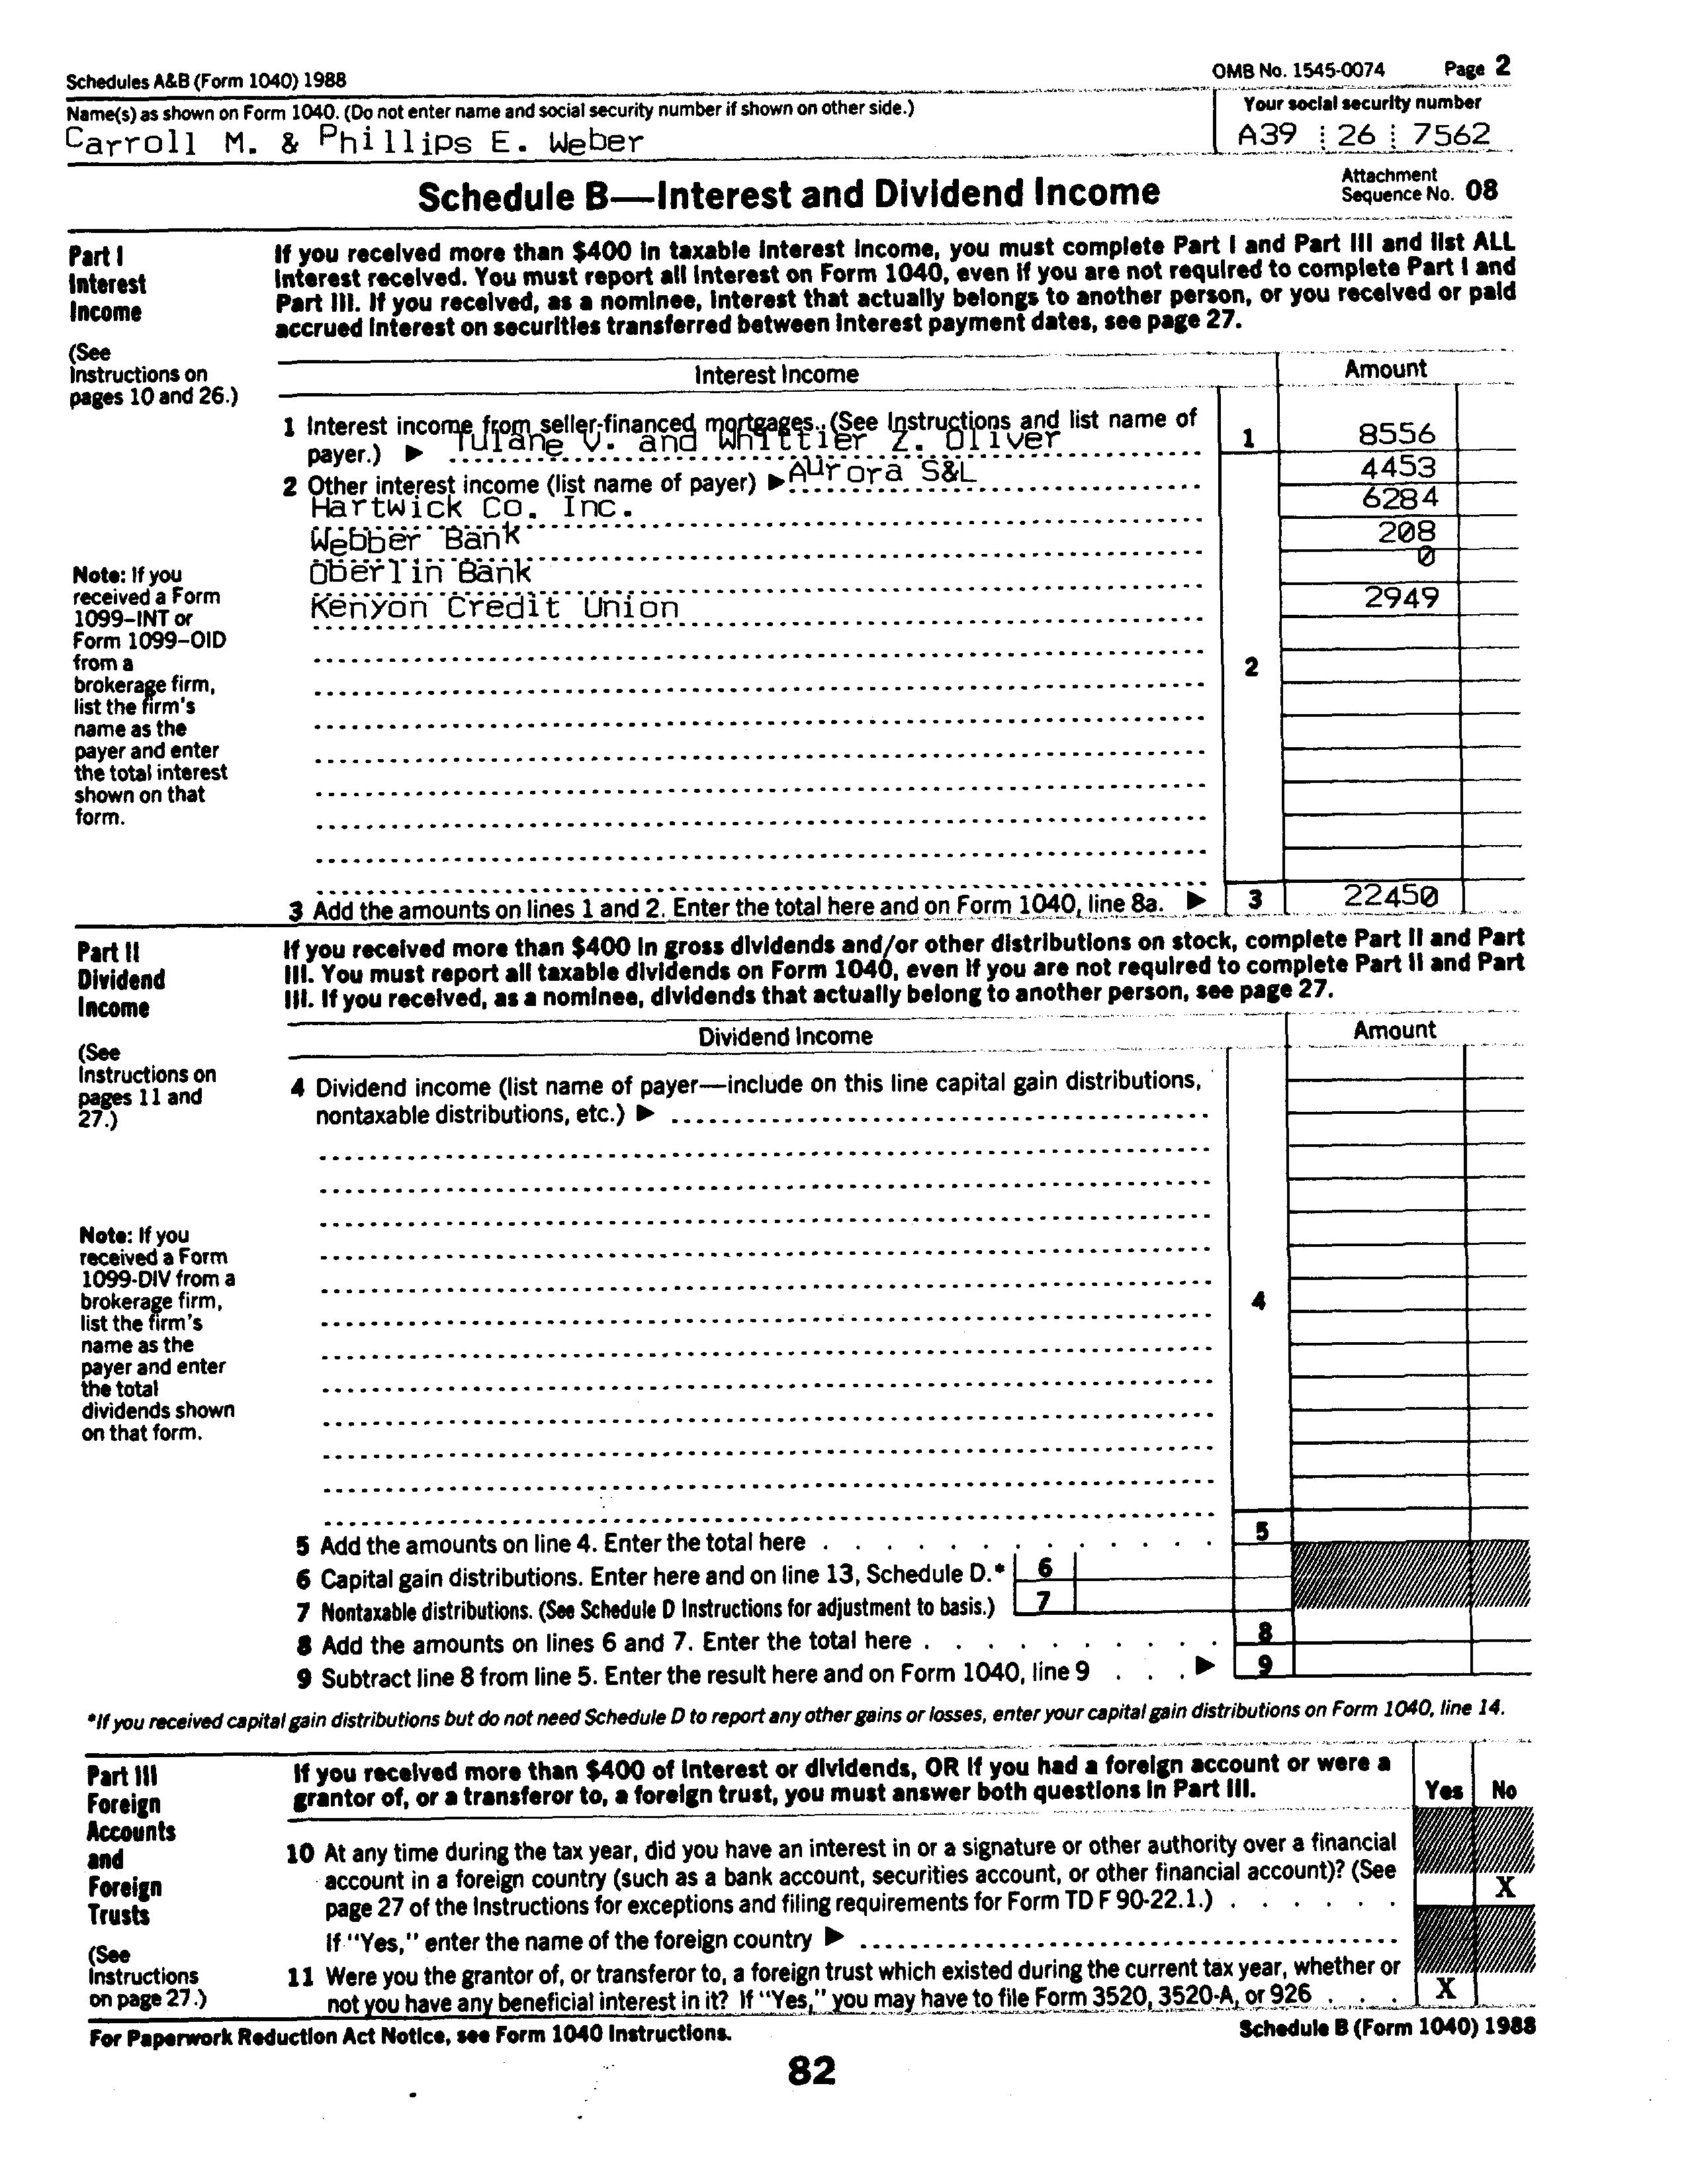 Schedules A&B (Form 1040) 1988 OMB No. 1545-0074 Page 2
Name(s) as shown on Form 1040. (Do not enter name and social security number if shown on other side.) Your social security number
Carroll M. & Phillips E. Weber A39 26 7562
Schedule B—Interest and Dividend Income Attachment Sequence No. 08
Part I
Interest
Income
(See
Instructions on
pages 10 and 26.)
If you received more than $400 in taxable interest income, you must complete Part I and Part III and list ALL
interest received. You must report all interest on Form 1040, even if you are not required to complete Part I and
Part III. If you received, as a nominee, interest that actually belongs to another person, or you received or paid
accrued interest on securities transferred between interest payment dates, see page 27.
Interest Income Amount
1 Interest income from seller-financed mortgages. (See Instructions and list name of
payer.) ▶ Tulane V. and Whittier Z. Oliver 1 8556
2 Other interest income (list name of payer) ▶ Aurora S&L 4453
Hartwick Co. Inc. 6284
Webber Bank 208
Oberlin Bank 0
Kenyon Credit Union 2949
2
Note: If you
received a Form
1099–INT or
Form 1099–OID
from a
brokerage firm,
list the firm's
name as the
payer and enter
the total interest
shown on that
form.
3 Add the amounts on lines 1 and 2. Enter the total here and on Form 1040, line 8a. ▶ 3 22450
Part II
Dividend
Income
(See
Instructions on
pages 11 and
27.)
If you received more than $400 in gross dividends and/or other distributions on stock, complete Part II and Part
III. You must report all taxable dividends on Form 1040, even if you are not required to complete Part II and Part
III. If you received, as a nominee, dividends that actually belong to another person, see page 27.
Dividend Income Amount
4 Dividend income (list name of payer—include on this line capital gain distributions,
nontaxable distributions, etc.) ▶
4
Note: If you
received a Form
1099-DIV from a
brokerage firm,
list the firm's
name as the
payer and enter
the total
dividends shown
on that form.
5 Add the amounts on line 4. Enter the total here . . . . . . . . . . . . . 5
6 Capital gain distributions. Enter here and on line 13, Schedule D.* 6
7 Nontaxable distributions. (See Schedule D Instructions for adjustment to basis.) 7
8 Add the amounts on lines 6 and 7. Enter the total here . . . . . . . . . . 8
9 Subtract line 8 from line 5. Enter the result here and on Form 1040, line 9 . . . ▶ 9
*If you received capital gain distributions but do not need Schedule D to report any other gains or losses, enter your capital gain distributions on Form 1040, line 14.
Part III
Foreign
Accounts
and
Foreign
Trusts
(See
Instructions
on page 27.)
If you received more than $400 of interest or dividends, OR if you had a foreign account or were a
grantor of, or a transferor to, a foreign trust, you must answer both questions in Part III. Yes No
10 At any time during the tax year, did you have an interest in or a signature or other authority over a financial
account in a foreign country (such as a bank account, securities account, or other financial account)? (See
page 27 of the Instructions for exceptions and filing requirements for Form TD F 90-22.1.) . . . . . . X
If "Yes," enter the name of the foreign country ▶
11 Were you the grantor of, or transferor to, a foreign trust which existed during the current tax year, whether or
not you have any beneficial interest in it? If "Yes," you may have to file Form 3520, 3520-A, or 926 . . . X
For Paperwork Reduction Act Notice, see Form 1040 Instructions. Schedule B (Form 1040) 1988
82